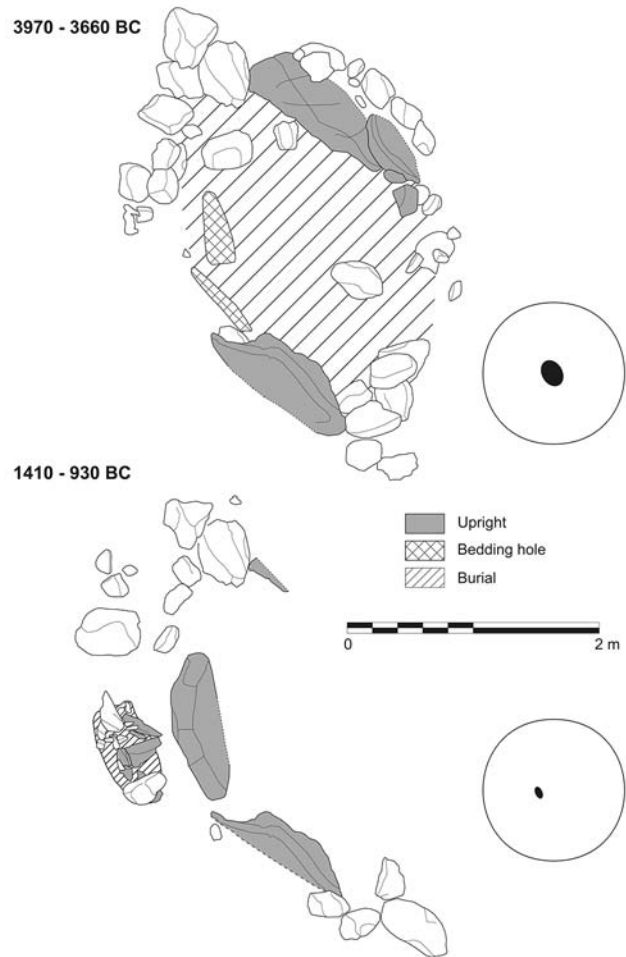 3970 - 3660 BC
1410 - 930 BC
Upright
Bedding hole
Burial
0 2 m